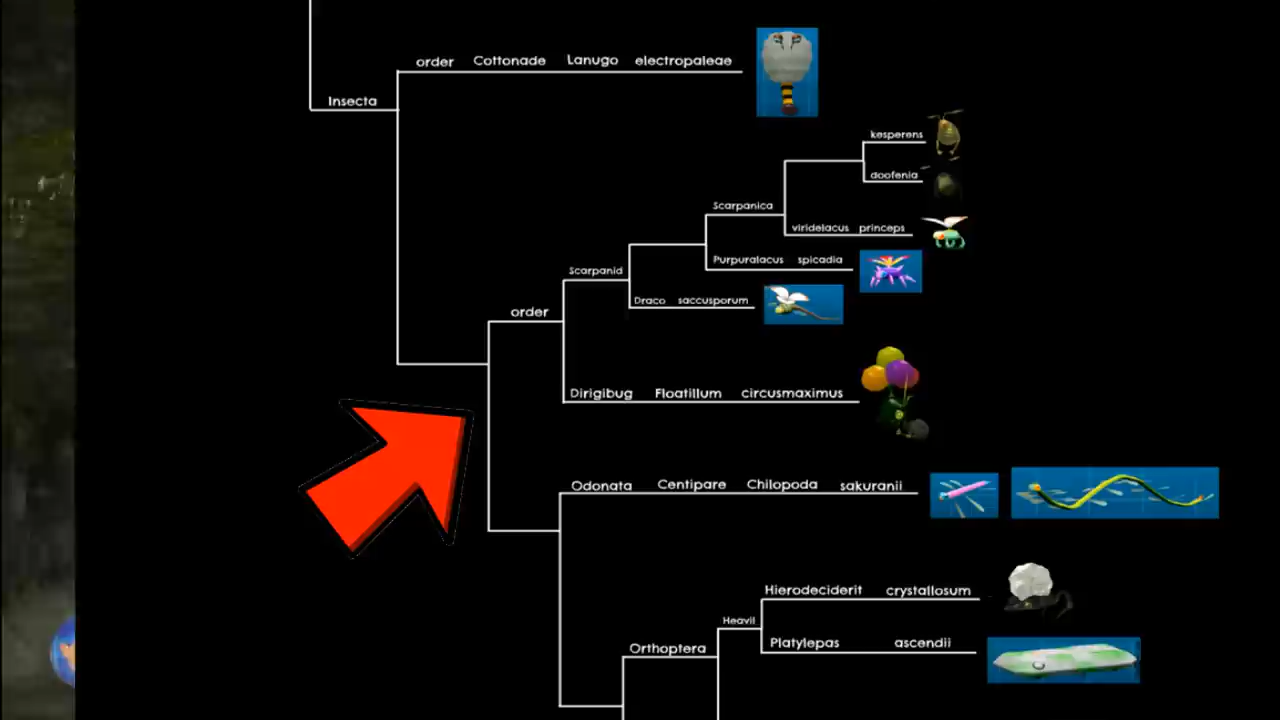 order Cottonade Lanugo electropaleae
Insecta
kesperens
doofenia
Scarpanica
viridelacus princeps
Purpuralacus spicadia
Scarpanid
Draco saccusporum
order
Dirigibug Floatillum circusmaximus
Odonata Centipare Chilopoda sakuranii
Hierodeciderit crystallosum
Heavil
Platylepas ascendii
Orthoptera